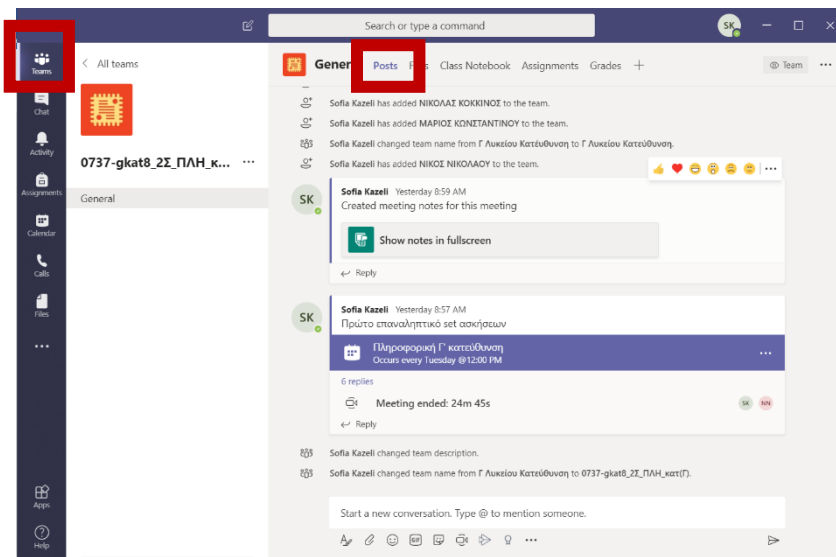 Search or type a command
SK
Teams
Chat
Activity
Assignments
Calendar
Calls
Files
Apps
Help
All teams
0737-gkat8_2Σ_ΠΛΗ_κ...
General
Posts
Class Notebook
Assignments
Grades
Team
Sofia Kazeli has added ΝΙΚΟΛΑΣ ΚΟΚΚΙΝΟΣ to the team.
Sofia Kazeli has added ΜΑΡΙΟΣ ΚΩΝΣΤΑΝΤΙΝΟΥ to the team.
Sofia Kazeli changed team name from Γ Λυκείου Κατέυθυνση to Γ Λυκείου Κατεύθυνση.
Sofia Kazeli has added ΝΙΚΟΣ ΝΙΚΟΛΑΟΥ to the team.
SK
Sofia Kazeli Yesterday 8:59 AM
Created meeting notes for this meeting
Show notes in fullscreen
Reply
SK
Sofia Kazeli Yesterday 8:57 AM
Πρώτο επαναληπτικό set ασκήσεων
Πληροφορική Γ' κατεύθυνση
Occurs every Tuesday @12:00 PM
6 replies
Meeting ended: 24m 45s
SK NN
Reply
Sofia Kazeli changed team description.
Sofia Kazeli changed team name from Γ Λυκείου Κατεύθυνση to 0737-gkat8_2Σ_ΠΛΗ_κατ(Γ).
Start a new conversation. Type @ to mention someone.
GIF